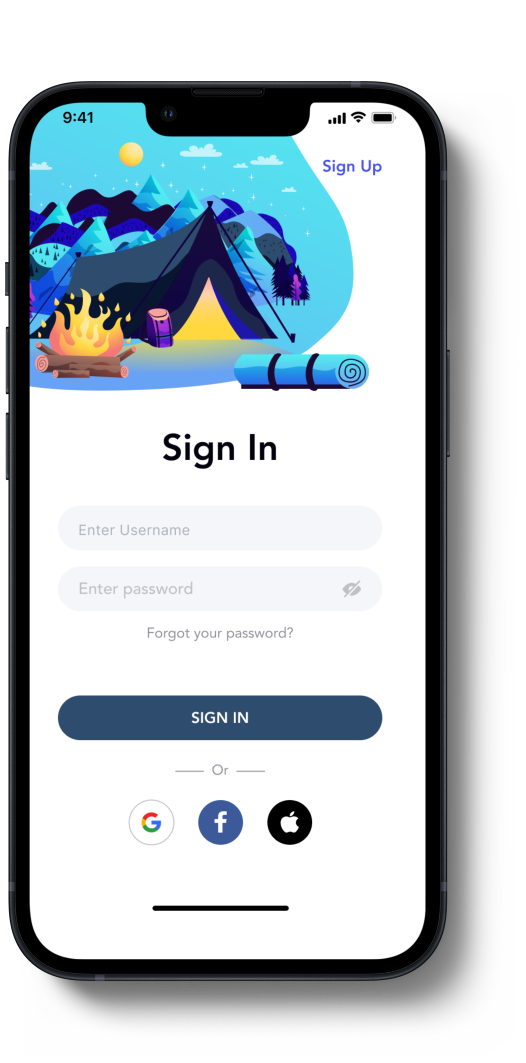 9:41
Sign Up
Sign In
Enter Username
Enter password
Forgot your password?
SIGN IN
Or
G
f